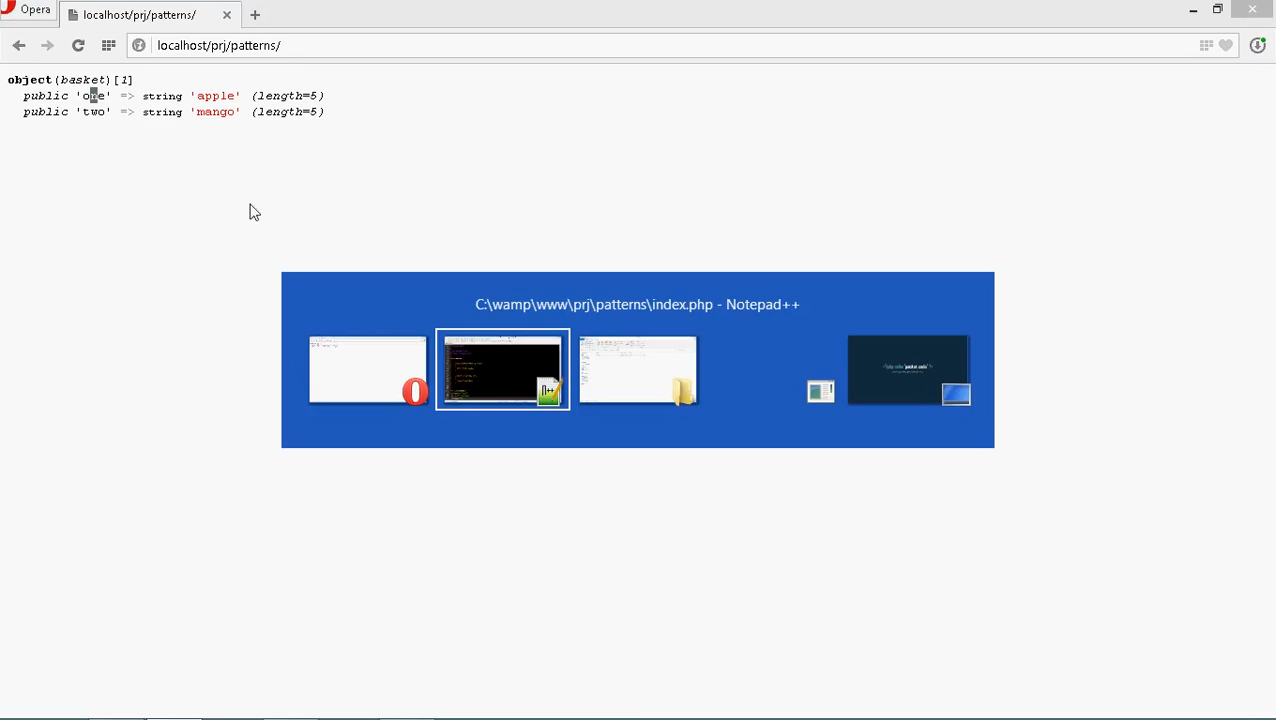 Opera
localhost/prj/patterns/
localhost/prj/patterns/
object(basket)[1]
public 'one' => string 'apple' (length=5)
public 'two' => string 'mango' (length=5)
C:\wamp\www\prj\patterns\index.php - Notepad++